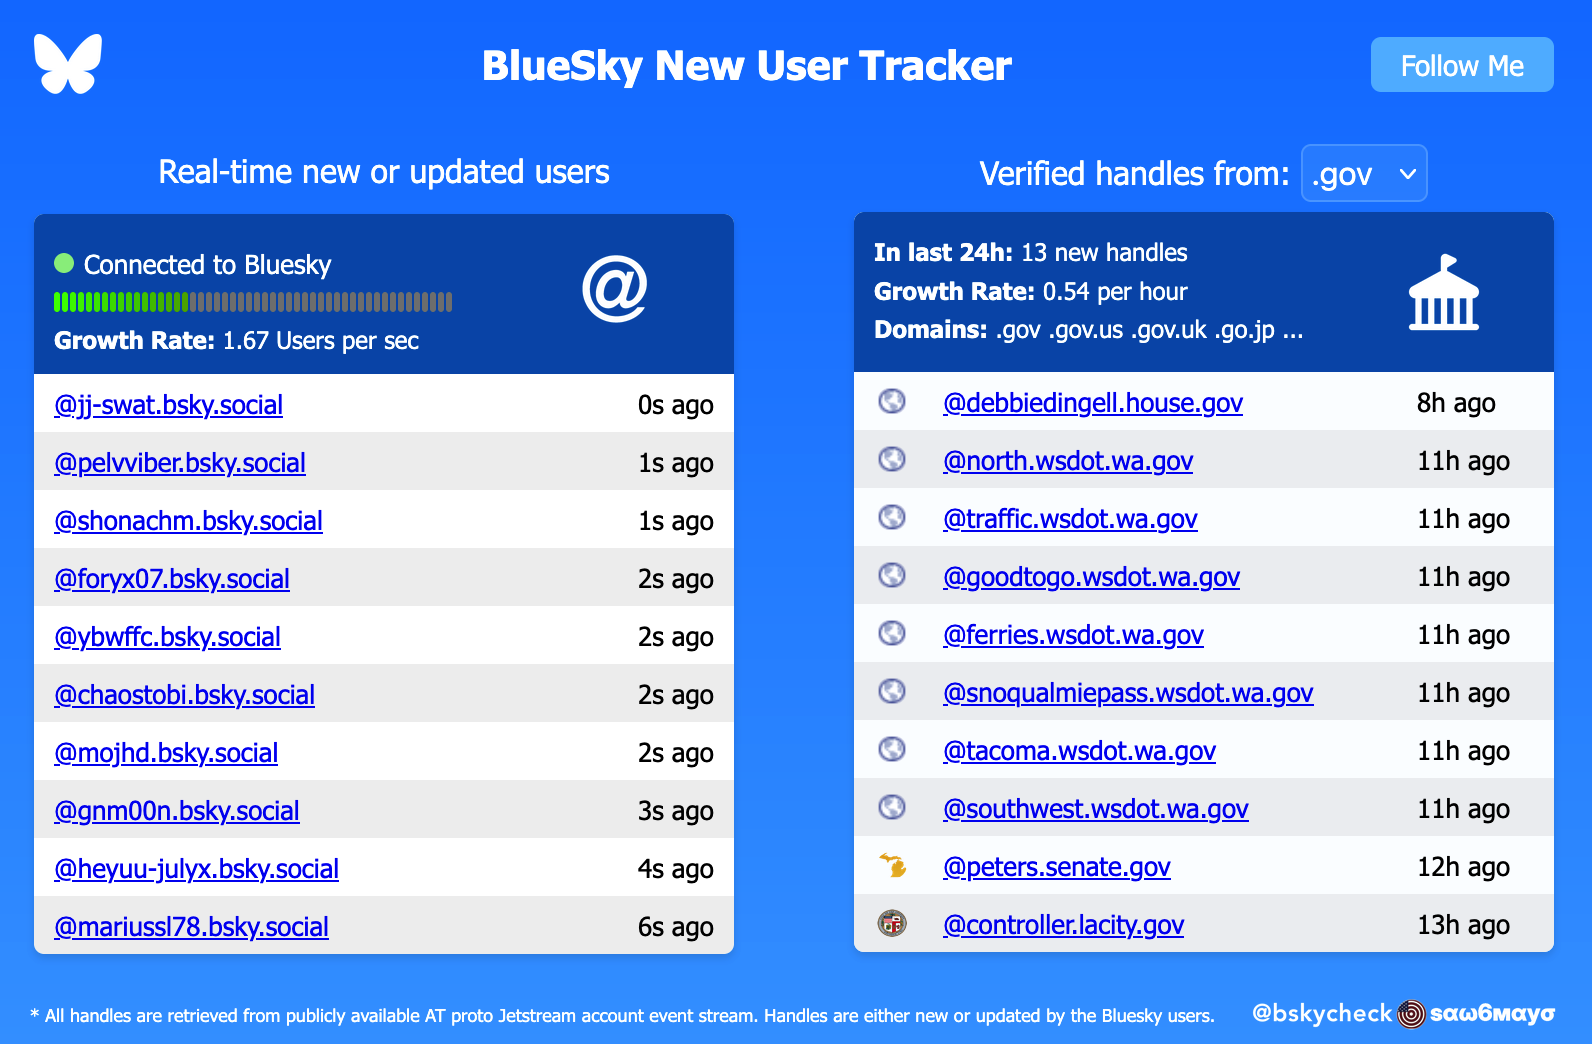 BlueSky New User Tracker
Follow Me
Real-time new or updated users
Connected to Bluesky
@
Growth Rate: 1.67 Users per sec
@jj-swat.bsky.social 0s ago
@pelvviber.bsky.social 1s ago
@shonachm.bsky.social 1s ago
@foryx07.bsky.social 2s ago
@ybwffc.bsky.social 2s ago
@chaostobi.bsky.social 2s ago
@mojhd.bsky.social 2s ago
@gnm00n.bsky.social 3s ago
@heyuu-julyx.bsky.social 4s ago
@mariussl78.bsky.social 6s ago
Verified handles from: .gov
In last 24h: 13 new handles
Growth Rate: 0.54 per hour
Domains: .gov .gov.us .gov.uk .go.jp ...
@debbiedingell.house.gov 8h ago
@north.wsdot.wa.gov 11h ago
@traffic.wsdot.wa.gov 11h ago
@goodtogo.wsdot.wa.gov 11h ago
@ferries.wsdot.wa.gov 11h ago
@snoqualmiepass.wsdot.wa.gov 11h ago
@tacoma.wsdot.wa.gov 11h ago
@southwest.wsdot.wa.gov 11h ago
@peters.senate.gov 12h ago
@controller.lacity.gov 13h ago
* All handles are retrieved from publicly available AT proto Jetstream account event stream. Handles are either new or updated by the Bluesky users.
@bskycheck sαω6мαyσ